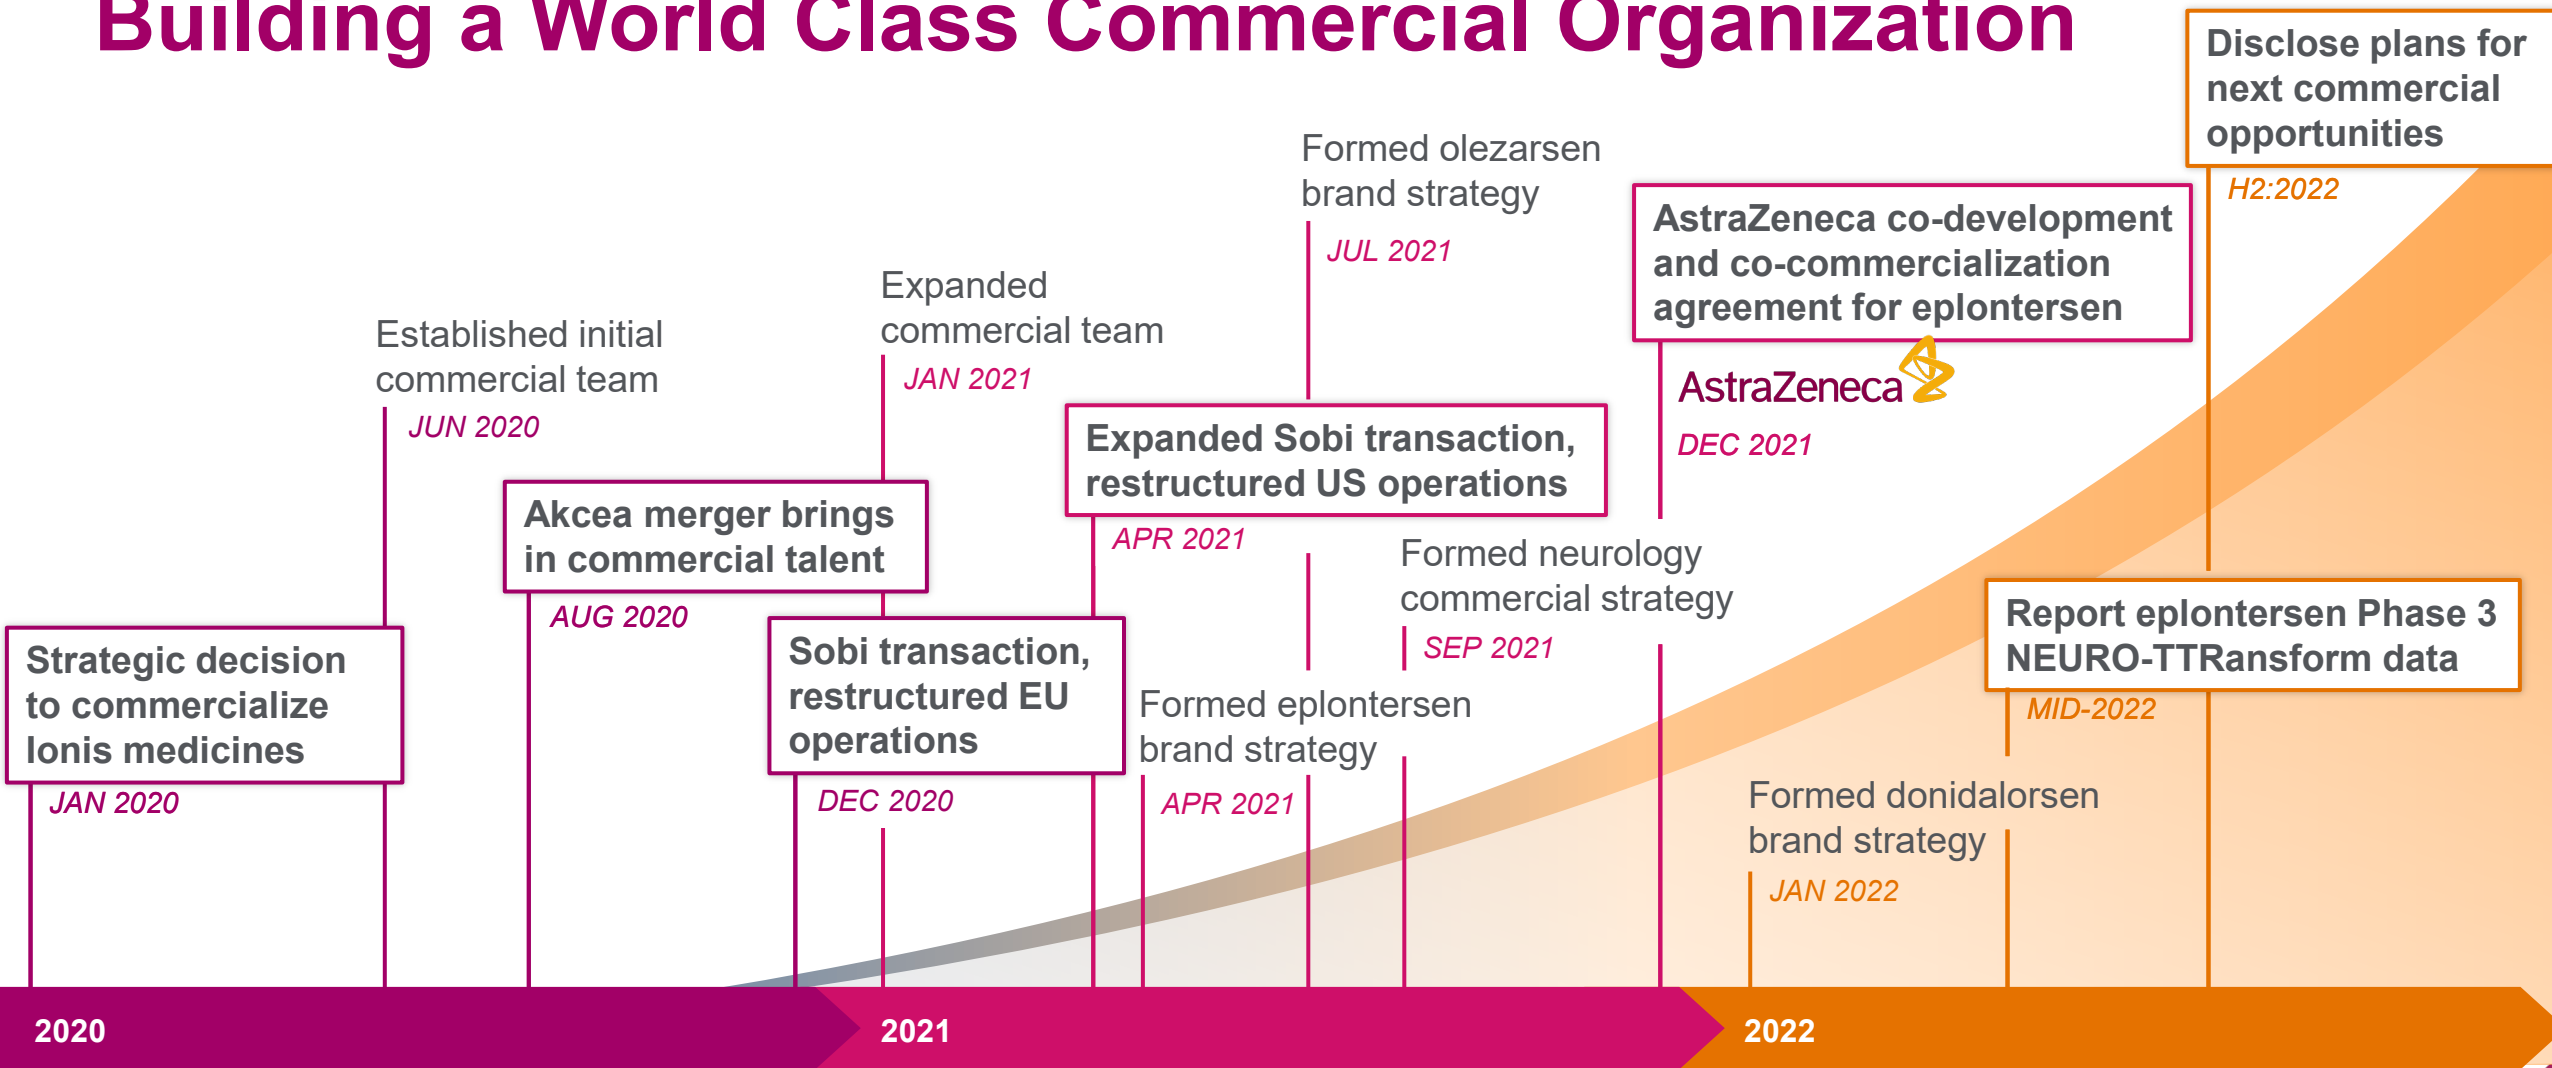 Building a World Class Commercial Organization
Strategic decision
to commercialize
Ionis medicines
JAN 2020
Established initial
commercial team
JUN 2020
Akcea merger brings
in commercial talent
AUG 2020
Sobi transaction,
restructured EU
operations
DEC 2020
Expanded
commercial team
JAN 2021
Expanded Sobi transaction,
restructured US operations
APR 2021
Formed eplontersen
brand strategy
APR 2021
Formed olezarsen
brand strategy
JUL 2021
Formed neurology
commercial strategy
SEP 2021
AstraZeneca co-development
and co-commercialization
agreement for eplontersen
AstraZeneca
DEC 2021
Formed donidalorsen
brand strategy
JAN 2022
Report eplontersen Phase 3
NEURO-TTRansform data
MID-2022
Disclose plans for
next commercial
opportunities
H2:2022
2020
2021
2022